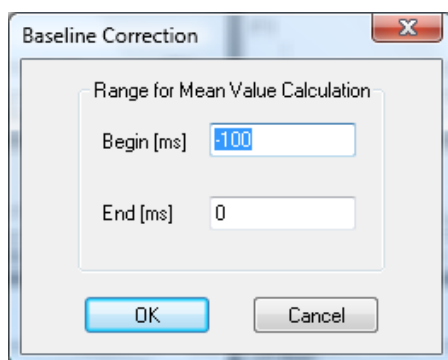 Baseline Correction
Range for Mean Value Calculation
Begin [ms] -100
End [ms] 0
OK Cancel